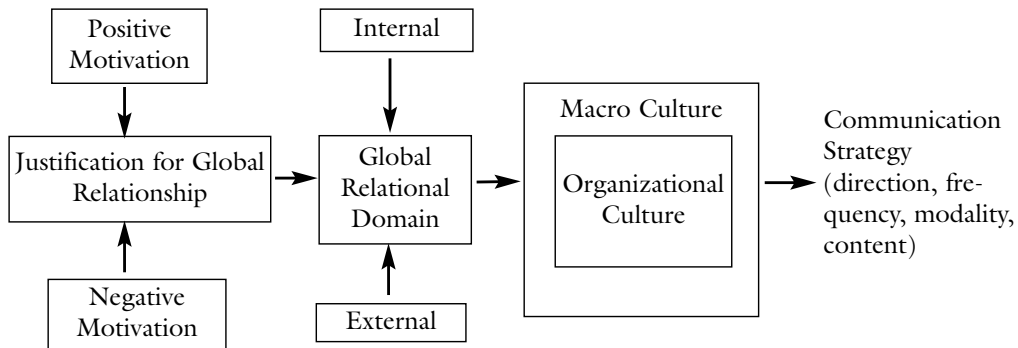 Positive
Motivation
Justification for Global
Relationship
Negative
Motivation
Internal
Global
Relational
Domain
External
Macro Culture
Organizational
Culture
Communication
Strategy
(direction, fre-
quency, modality,
content)